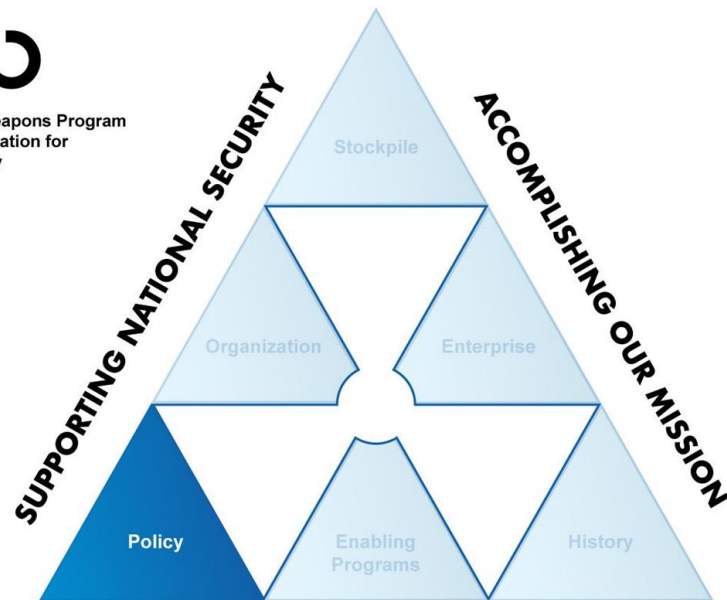 eapons Program
ation for
SUPPORTING NATIONAL SECURITY
ACCOMPLISHING OUR MISSION
Stockpile
Organization
Enterprise
Policy
Enabling
Programs
History